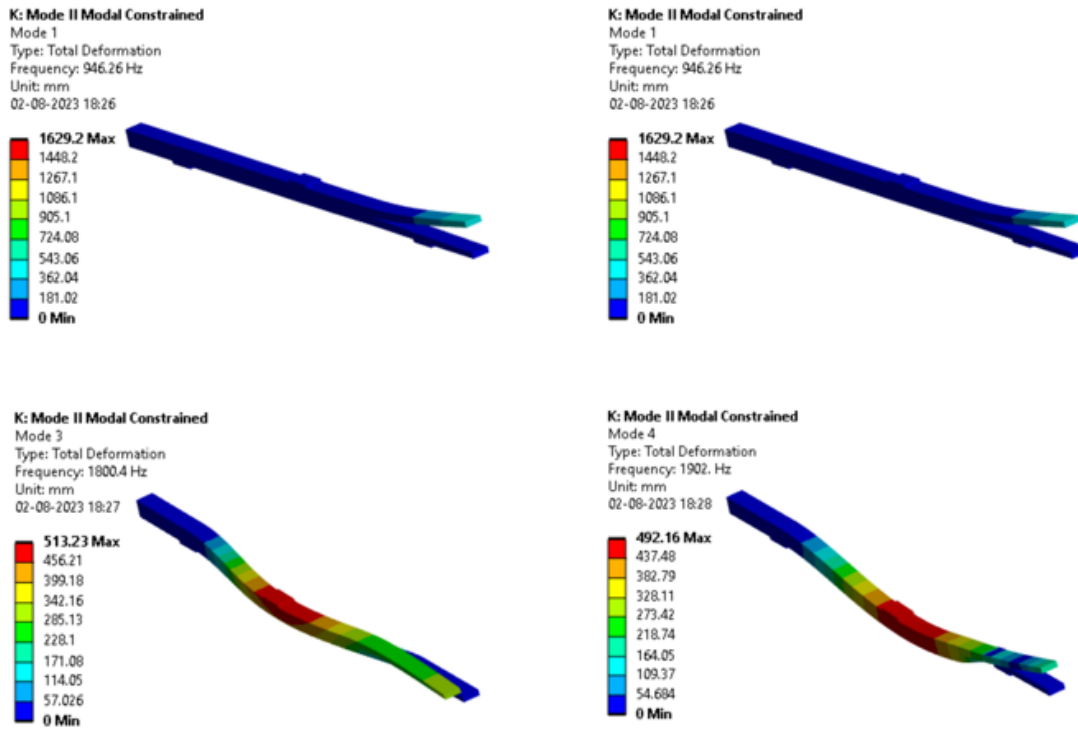 K: Mode II Modal Constrained
Mode 1
Type: Total Deformation
Frequency: 946.26 Hz
Unit: mm
02-08-2023 18:26
1629.2 Max
1448.2
1267.1
1086.1
905.1
724.08
543.06
362.04
181.02
0 Min
K: Mode II Modal Constrained
Mode 1
Type: Total Deformation
Frequency: 946.26 Hz
Unit: mm
02-08-2023 18:26
1629.2 Max
1448.2
1267.1
1086.1
905.1
724.08
543.06
362.04
181.02
0 Min
K: Mode II Modal Constrained
Mode 3
Type: Total Deformation
Frequency: 1800.4 Hz
Unit: mm
02-08-2023 18:27
513.23 Max
456.21
399.18
342.16
285.13
228.1
171.08
114.05
57.026
0 Min
K: Mode II Modal Constrained
Mode 4
Type: Total Deformation
Frequency: 1902. Hz
Unit: mm
02-08-2023 18:28
492.16 Max
437.48
382.79
328.11
273.42
218.74
164.05
109.37
54.684
0 Min